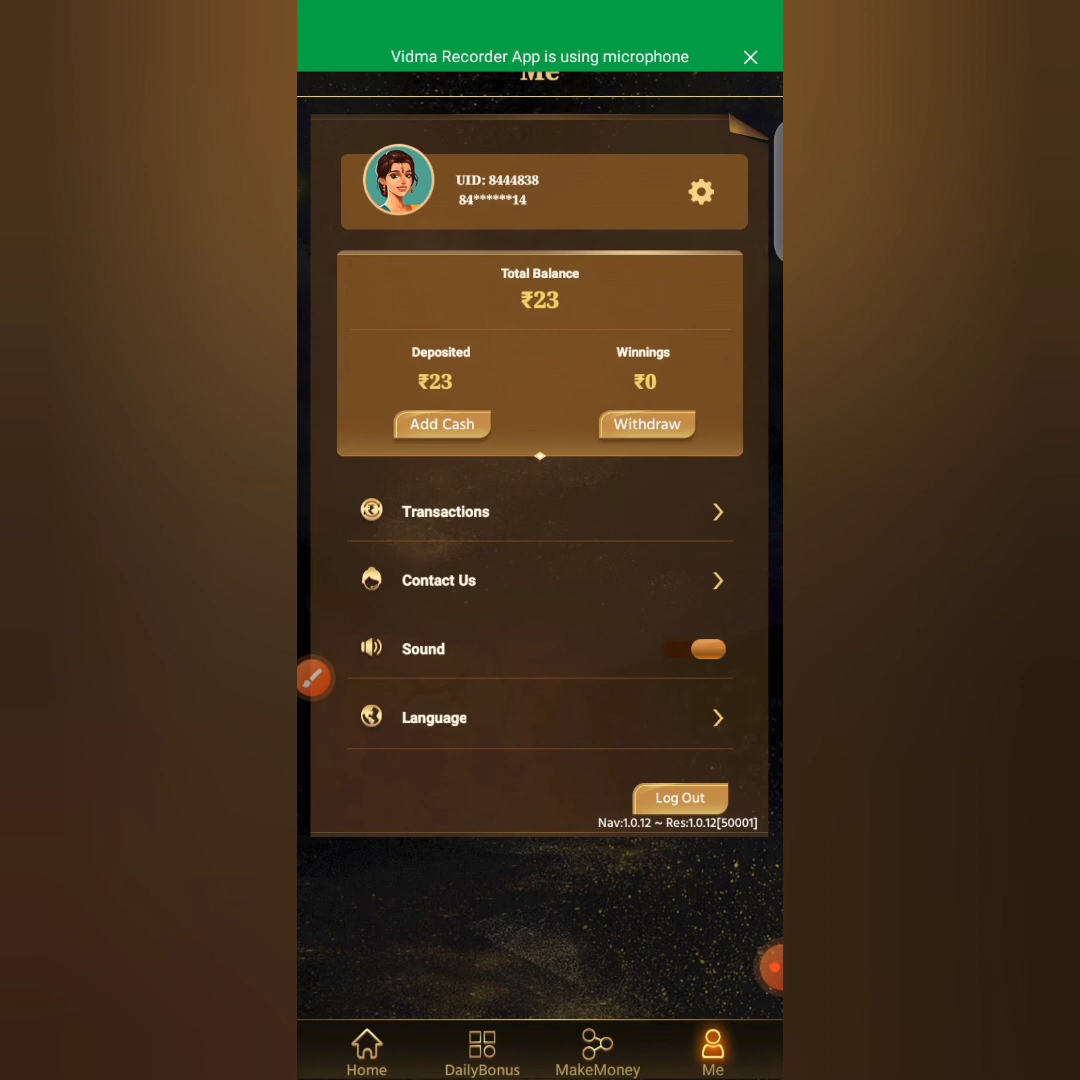 Vidma Recorder App is using microphone
Me
UID: 8444838
84******14
Total Balance
₹23
Deposited
Winnings
₹23
₹0
Add Cash
Withdraw
Transactions
Contact Us
Sound
Language
Log Out
Nav:1.0.12 ~ Res:1.0.12[50001]
Home
DailyBonus
MakeMoney
Me